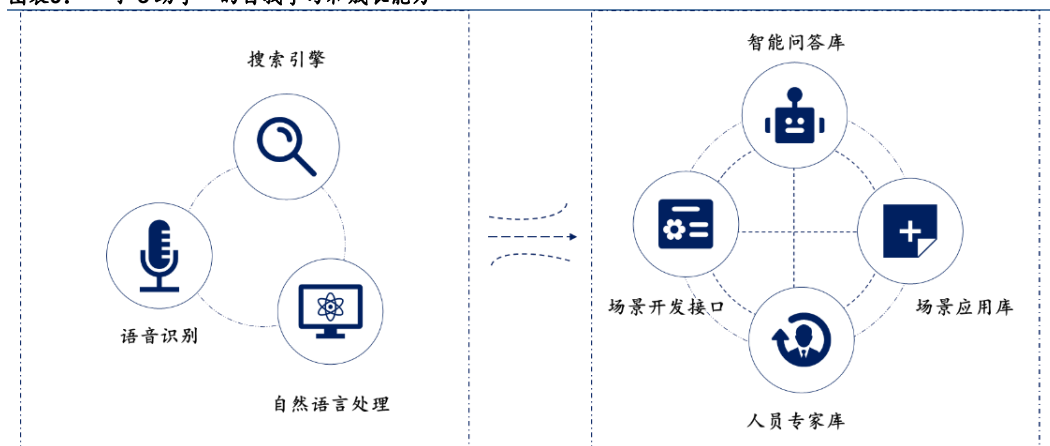 搜索引擎
语音识别
自然语言处理
智能问答库
场景开发接口
场景应用库
人员专家库